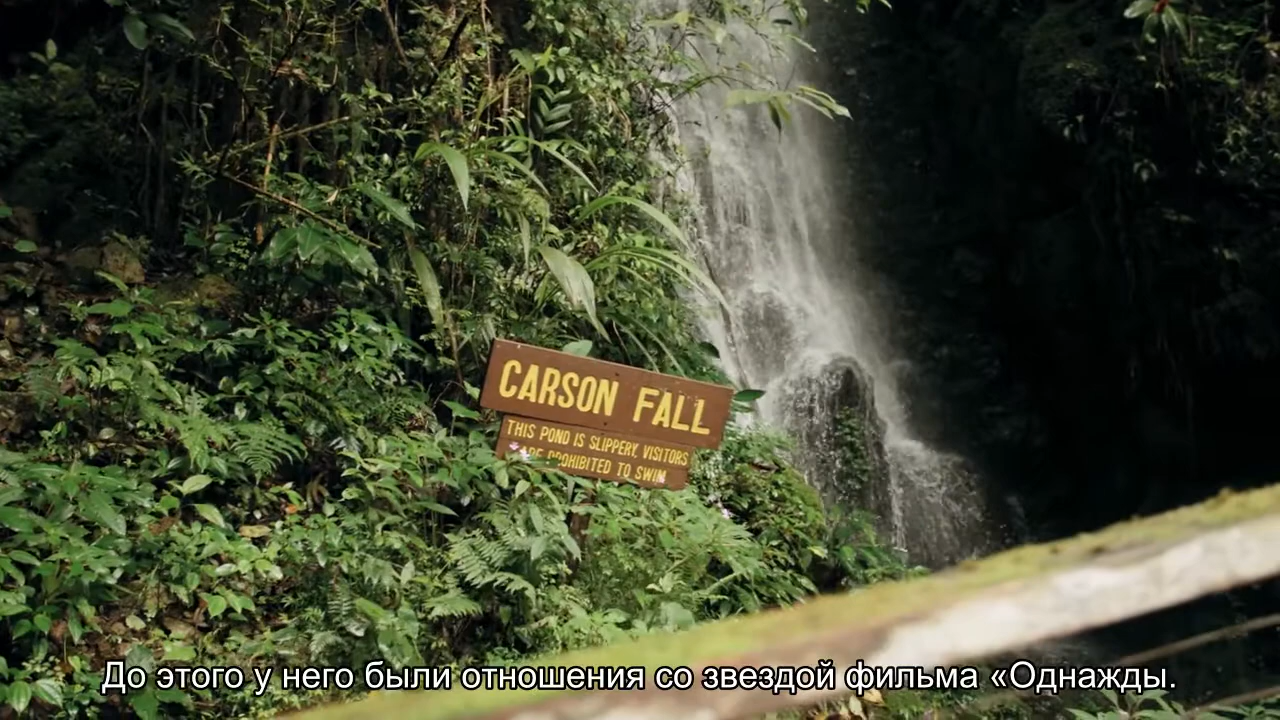 CARSON FALL
THIS POND IS SLIPPERY, VISITORS
ARE PROHIBITED TO SWIM
До этого у него были отношения со звездой фильма «Однажды.